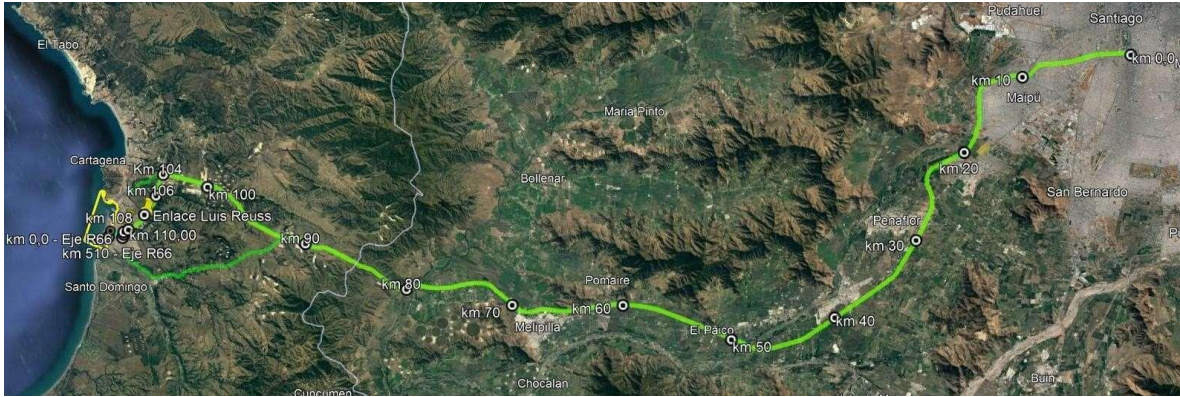 Pudahuel
Santiago
El Tabo
km 0,0
km 10
Maipú
María Pinto
km 20
Cartagena
Km 104
Bollenar
km 106
km 100
San Bernardo
km 108
Enlace Luis Reuss
Peñaflor
km 0,0 - Eje R66
km 110,00
km 90
km 30
km 510 - Eje R66
Santo Domingo
km 80
Pomaire
km 70
km 60
Melipilla
km 40
El Paico
km 50
Chocalan
Buin
Cuncumen